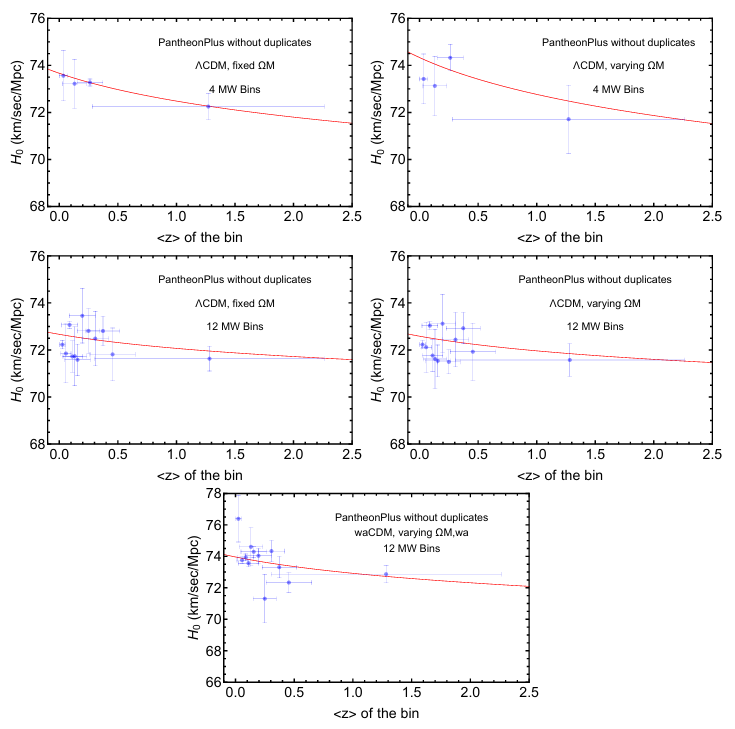 PantheonPlus without duplicates
ΛCDM, fixed ΩM
4 MW Bins
H0 (km/sec/Mpc)
76
74
72
70
68
0.0 0.5 1.0 1.5 2.0 2.5
<z> of the bin
PantheonPlus without duplicates
ΛCDM, varying ΩM
4 MW Bins
H0 (km/sec/Mpc)
76
74
72
70
68
0.0 0.5 1.0 1.5 2.0 2.5
<z> of the bin
PantheonPlus without duplicates
ΛCDM, fixed ΩM
12 MW Bins
H0 (km/sec/Mpc)
76
74
72
70
68
0.0 0.5 1.0 1.5 2.0 2.5
<z> of the bin
PantheonPlus without duplicates
ΛCDM, varying ΩM
12 MW Bins
H0 (km/sec/Mpc)
76
74
72
70
68
0.0 0.5 1.0 1.5 2.0 2.5
<z> of the bin
PantheonPlus without duplicates
waCDM, varying ΩM,wa
12 MW Bins
H0 (km/sec/Mpc)
78
76
74
72
70
68
66
0.0 0.5 1.0 1.5 2.0 2.5
<z> of the bin